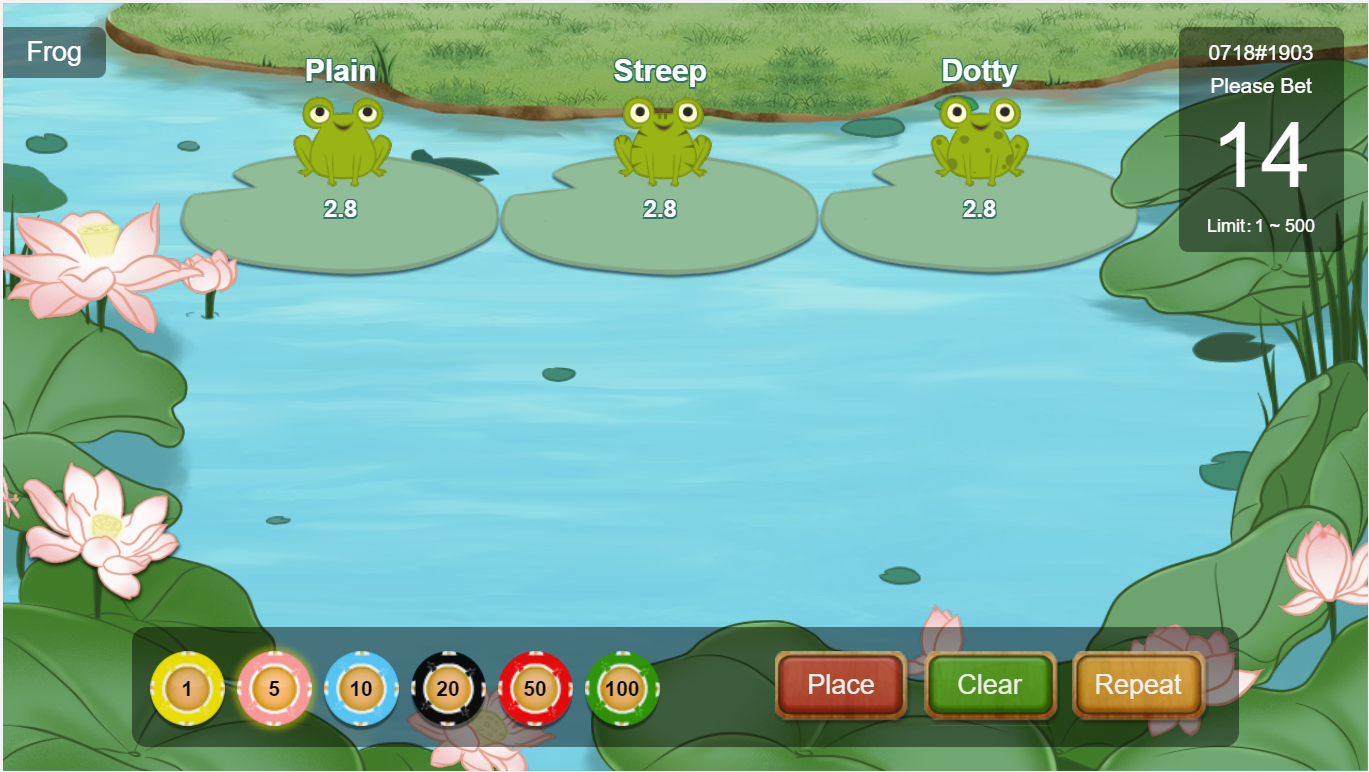 Frog
Plain
Streep
Dotty
0718#1903
Please Bet
14
Limit: 1 ~ 500
2.8
2.8
2.8
1
5
10
20
50
100
Place
Clear
Repeat